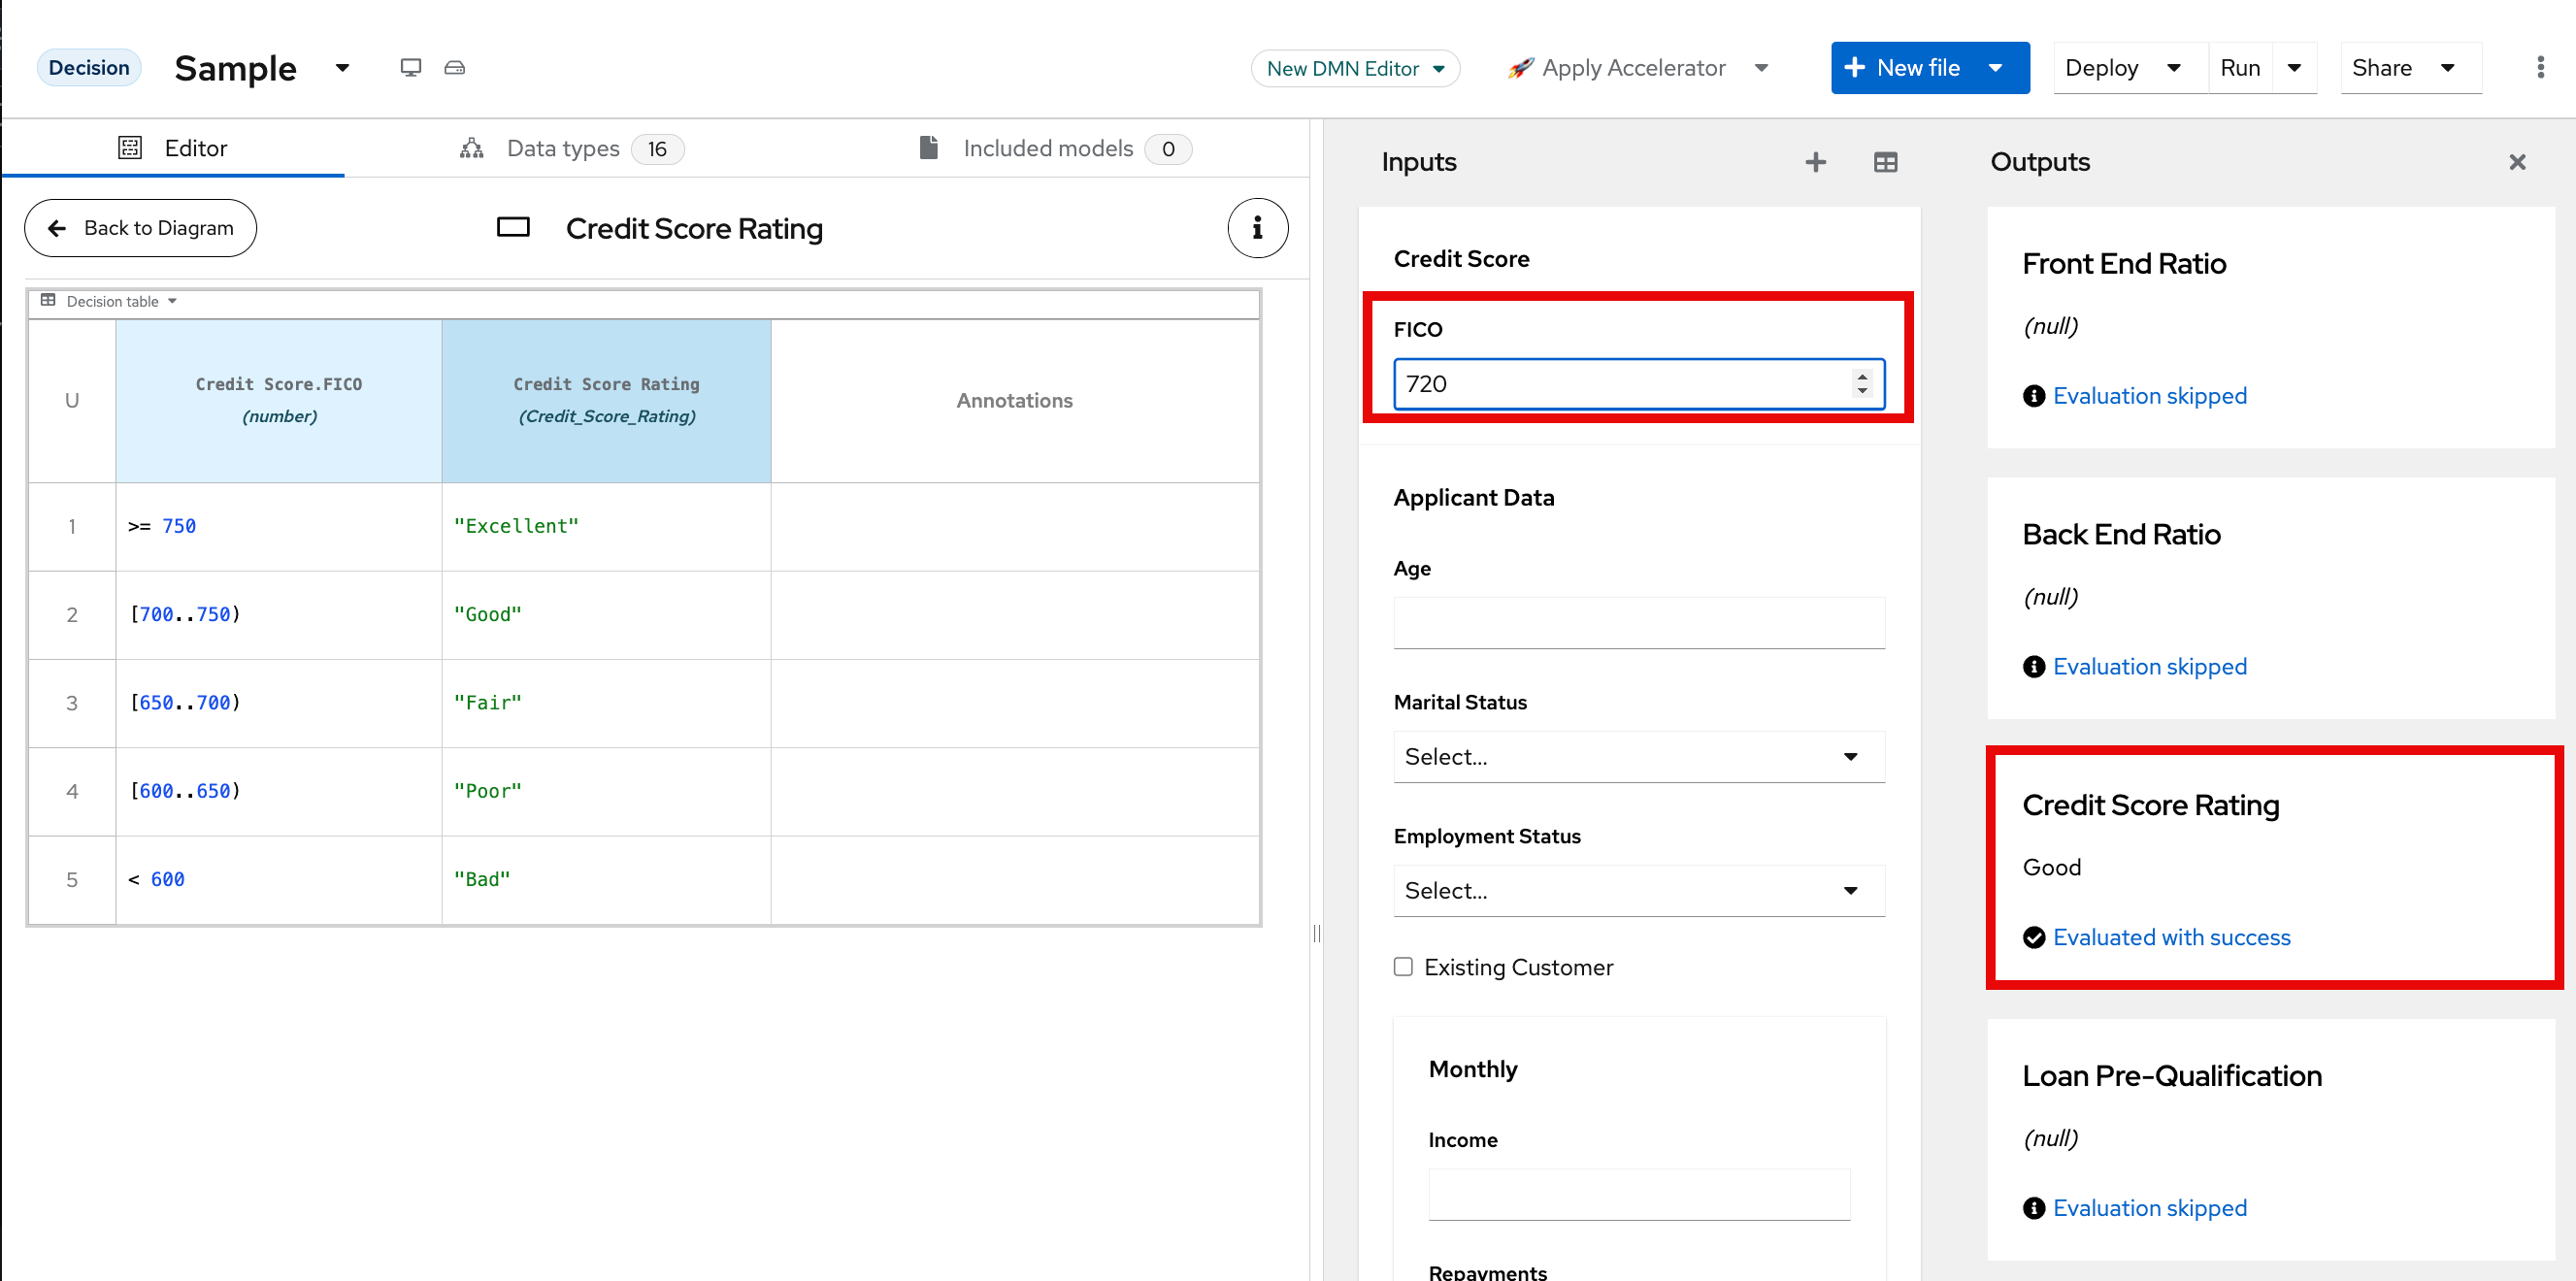 Decision Sample New DMN Editor Apply Accelerator New file Deploy Run Share
Editor Data types 16 Included models 0
Back to Diagram Credit Score Rating
Decision table
U Credit Score.FICO (number) Credit Score Rating (Credit_Score_Rating) Annotations
1 >= 750 "Excellent"
2 [700..750) "Good"
3 [650..700) "Fair"
4 [600..650) "Poor"
5 < 600 "Bad"
Inputs
Credit Score
FICO
720
Applicant Data
Age
Marital Status
Select...
Employment Status
Select...
Existing Customer
Monthly
Income
Repayments
Outputs
Front End Ratio
(null)
Evaluation skipped
Back End Ratio
(null)
Evaluation skipped
Credit Score Rating
Good
Evaluated with success
Loan Pre-Qualification
(null)
Evaluation skipped